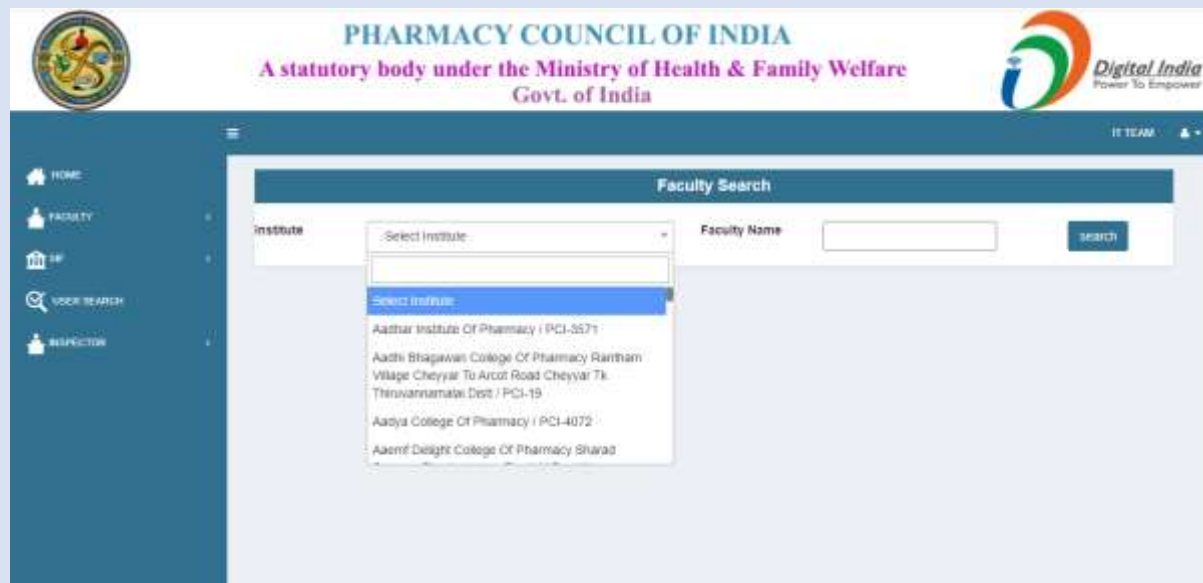 PHARMACY COUNCIL OF INDIA
A statutory body under the Ministry of Health & Family Welfare
Govt. of India
Digital India
Power To Empower
IT TEAM
HOME
FACULTY
SIF
USER SEARCH
INSPECTOR
Faculty Search
Institute
Select Institute
Faculty Name
search
Select Institute
Aadhar Institute Of Pharmacy / PCI-3571
Aadhi Bhagawan College Of Pharmacy Rantham
Village Cheyyar To Arcot Road Cheyyar Tk
Thiruvannamalai Distt / PCI-19
Aadya College Of Pharmacy / PCI-4072
Aaemf Delight College Of Pharmacy Sharad